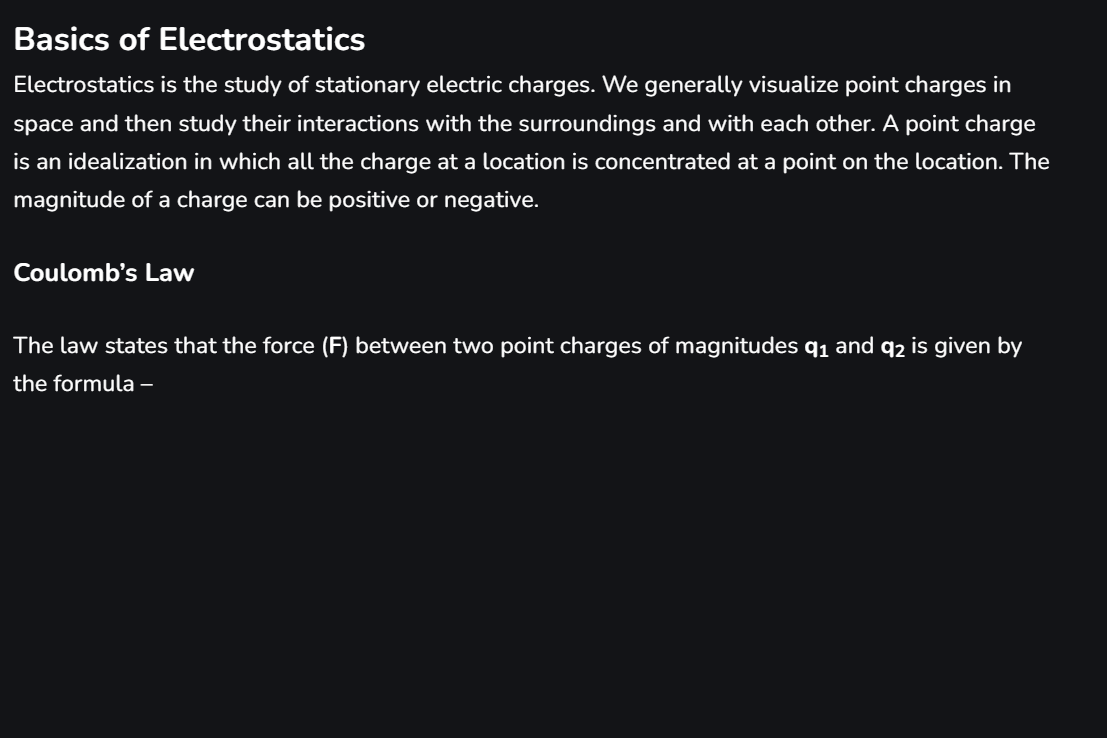 Basics of Electrostatics
Electrostatics is the study of stationary electric charges. We generally visualize point charges in
space and then study their interactions with the surroundings and with each other. A point charge
is an idealization in which all the charge at a location is concentrated at a point on the location. The
magnitude of a charge can be positive or negative.
Coulomb’s Law
The law states that the force (F) between two point charges of magnitudes q₁ and q₂ is given by
the formula –